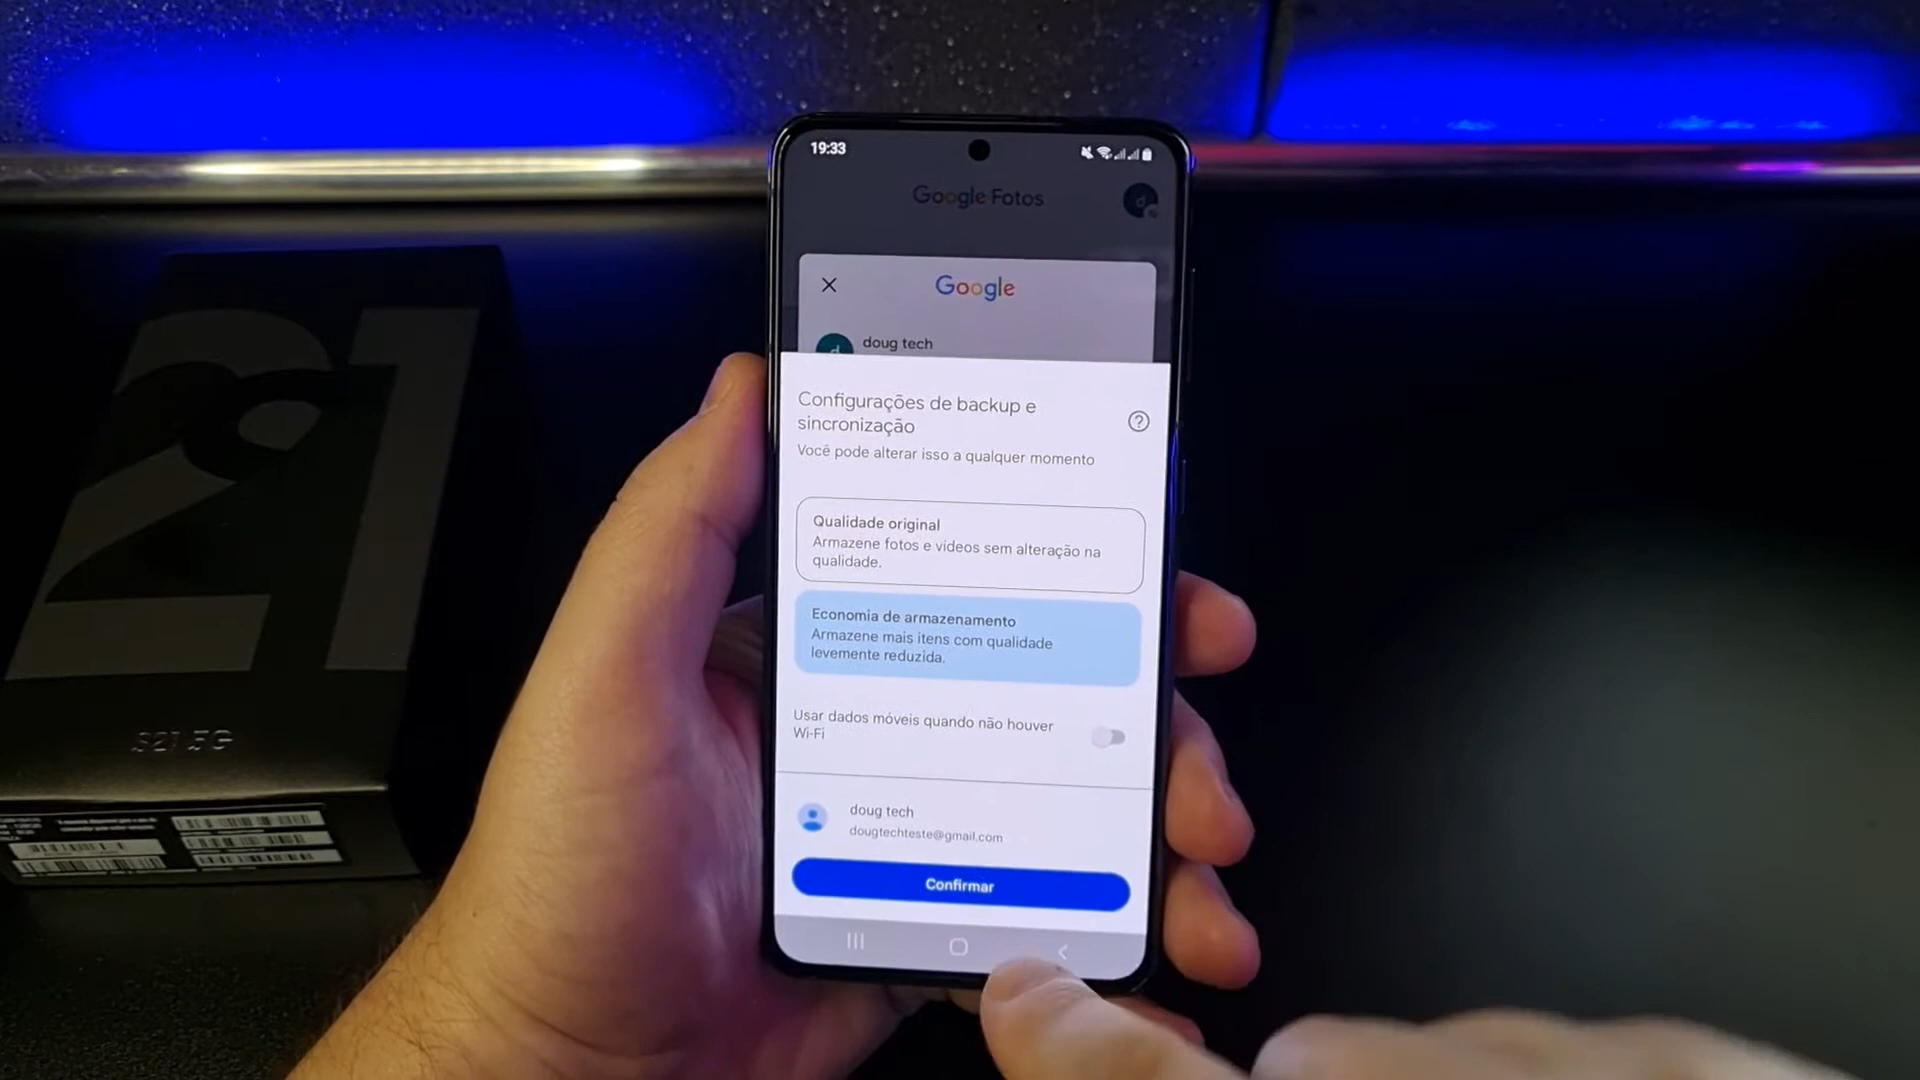 19:33
Google Fotos
d
Google
doug tech
Configurações de backup e
sincronização
Você pode alterar isso a qualquer momento
Qualidade original
Armazene fotos e vídeos sem alteração na
qualidade.
Economia de armazenamento
Armazene mais itens com qualidade
levemente reduzida.
Usar dados móveis quando não houver
Wi-Fi
doug tech
dougtechteste@gmail.com
Confirmar
S21
S21 5G